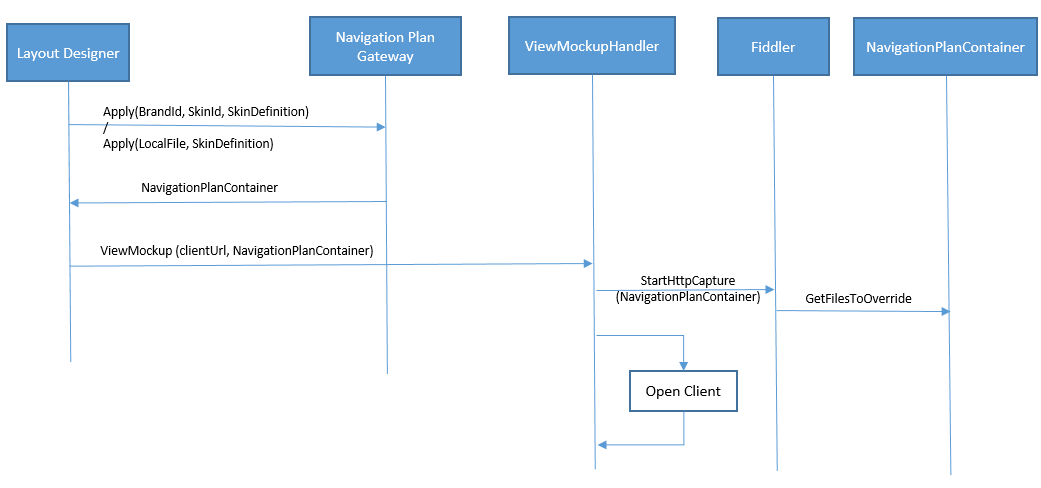 Layout Designer
Navigation Plan
Gateway
ViewMockupHandler
Fiddler
NavigationPlanContainer
Apply(BrandId, SkinId, SkinDefinition)
/
Apply(LocalFile, SkinDefinition)
NavigationPlanContainer
ViewMockup (clientUrl, NavigationPlanContainer)
StartHttpCapture
(NavigationPlanContainer)
GetFilesToOverride
Open Client